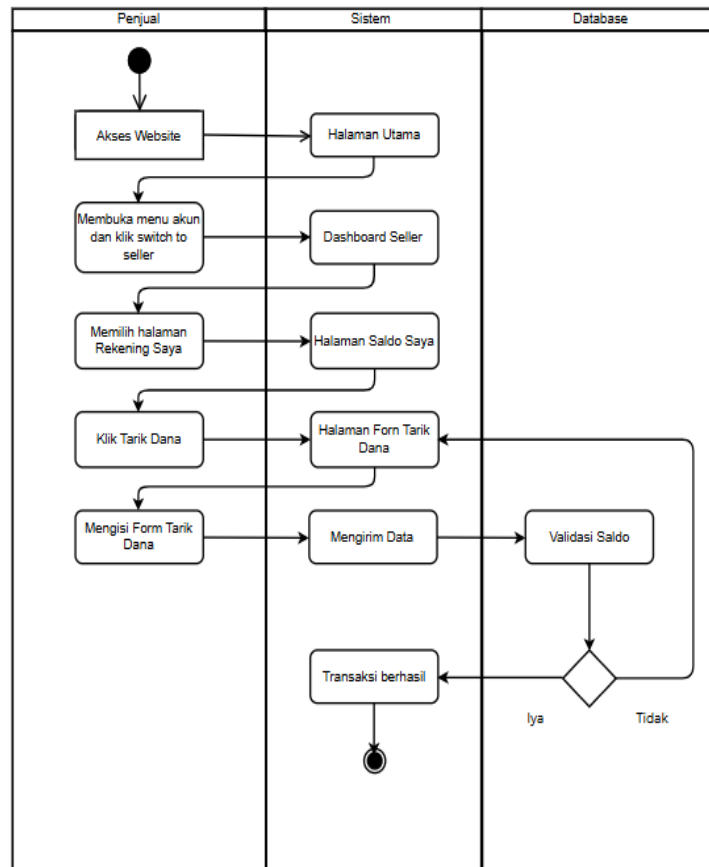 Penjual
Sistem
Database
Akses Website
Halaman Utama
Membuka menu akun
dan klik switch to
seller
Dashboard Seller
Memilih halaman
Rekening Saya
Halaman Saldo Saya
Klik Tarik Dana
Halaman Forn Tarik
Dana
Mengisi Form Tarik
Dana
Mengirim Data
Validasi Saldo
Transaksi berhasil
Iya
Tidak